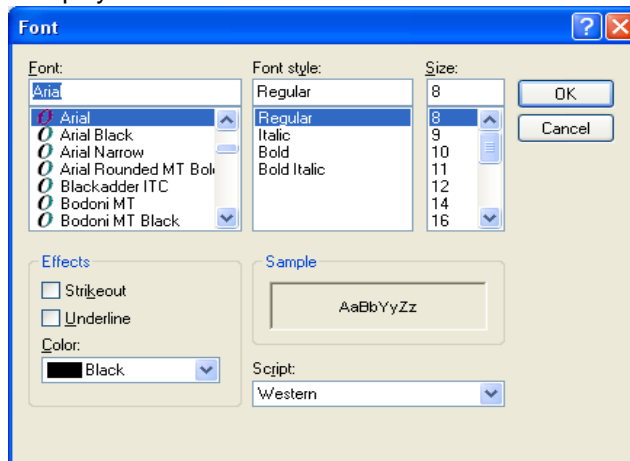 Font
Font: Font style: Size:
Arial Regular 8
Arial Regular 8
Arial Black Italic 9
Arial Narrow Bold 10
Arial Rounded MT Bol Bold Italic 11
Blackadder ITC 12
Bodoni MT 14
Bodoni MT Black 16
OK
Cancel
Effects
Strikeout
Underline
Color:
Black
Sample
AaBbYyZz
Script:
Western